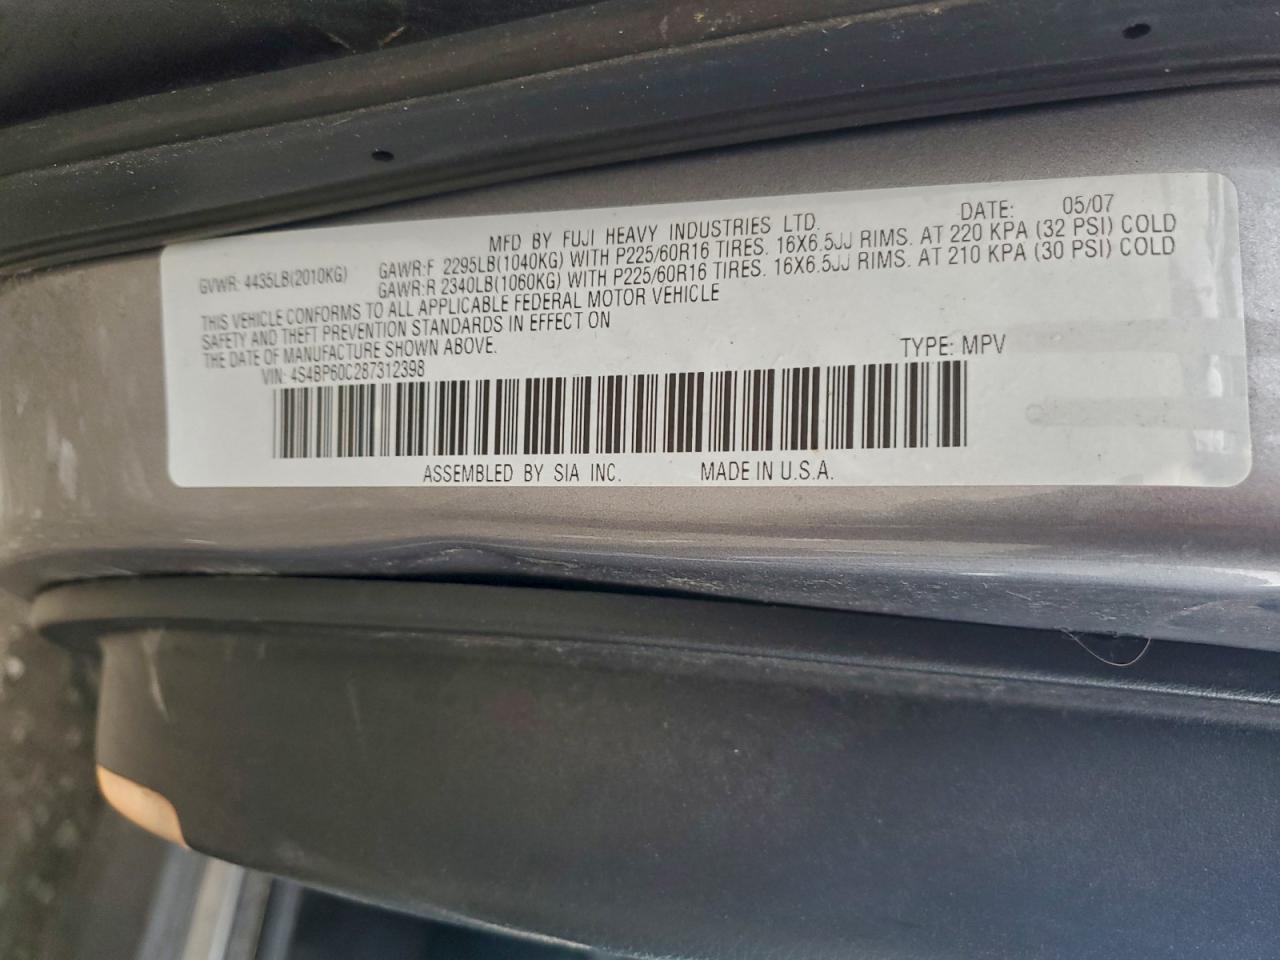 MFD BY FUJI HEAVY INDUSTRIES LTD. DATE: 05/07
GVWR: 4435LB(2010KG) GAWR:F 2295LB(1040KG) WITH P225/60R16 TIRES. 16X6.5JJ RIMS. AT 220 KPA (32 PSI) COLD
GAWR:R 2340LB(1060KG) WITH P225/60R16 TIRES. 16X6.5JJ RIMS. AT 210 KPA (30 PSI) COLD
THIS VEHICLE CONFORMS TO ALL APPLICABLE FEDERAL MOTOR VEHICLE
SAFETY AND THEFT PREVENTION STANDARDS IN EFFECT ON
THE DATE OF MANUFACTURE SHOWN ABOVE.
VIN: 4S4BP60C287312398 TYPE: MPV
ASSEMBLED BY SIA INC. MADE IN U.S.A.